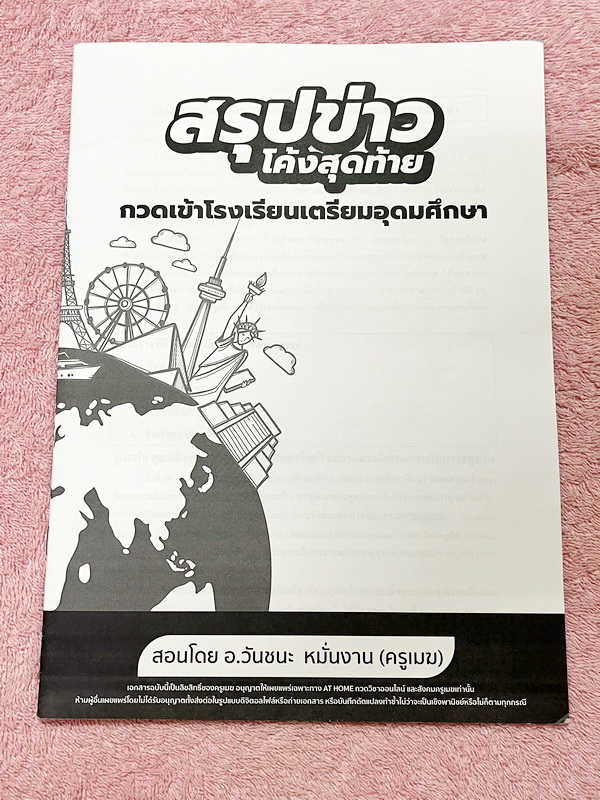 สรุปข่าว
โค้งสุดท้าย
กวดเข้าโรงเรียนเตรียมอุดมศึกษา
สอนโดย อ.วันชนะ หมั่นงาน (ครูเมฆ)
เอกสารฉบับนี้เป็นลิขสิทธิ์ของครูเมฆ อนุญาตให้เผยแพร่เฉพาะทาง AT HOME กวดวิชาออนไลน์ และสังคมครูเมฆเท่านั้น
ห้ามผู้อื่นเผยแพร่โดยไม่ได้รับอนุญาตทั้งส่งต่อในรูปแบบดิจิตอลไฟล์หรือถ่ายเอกสาร หรือบันทึกดัดแปลงทำซ้ำไม่ว่าจะเป็นเชิงพานิชย์หรือไม่ก็ตามทุกกรณี